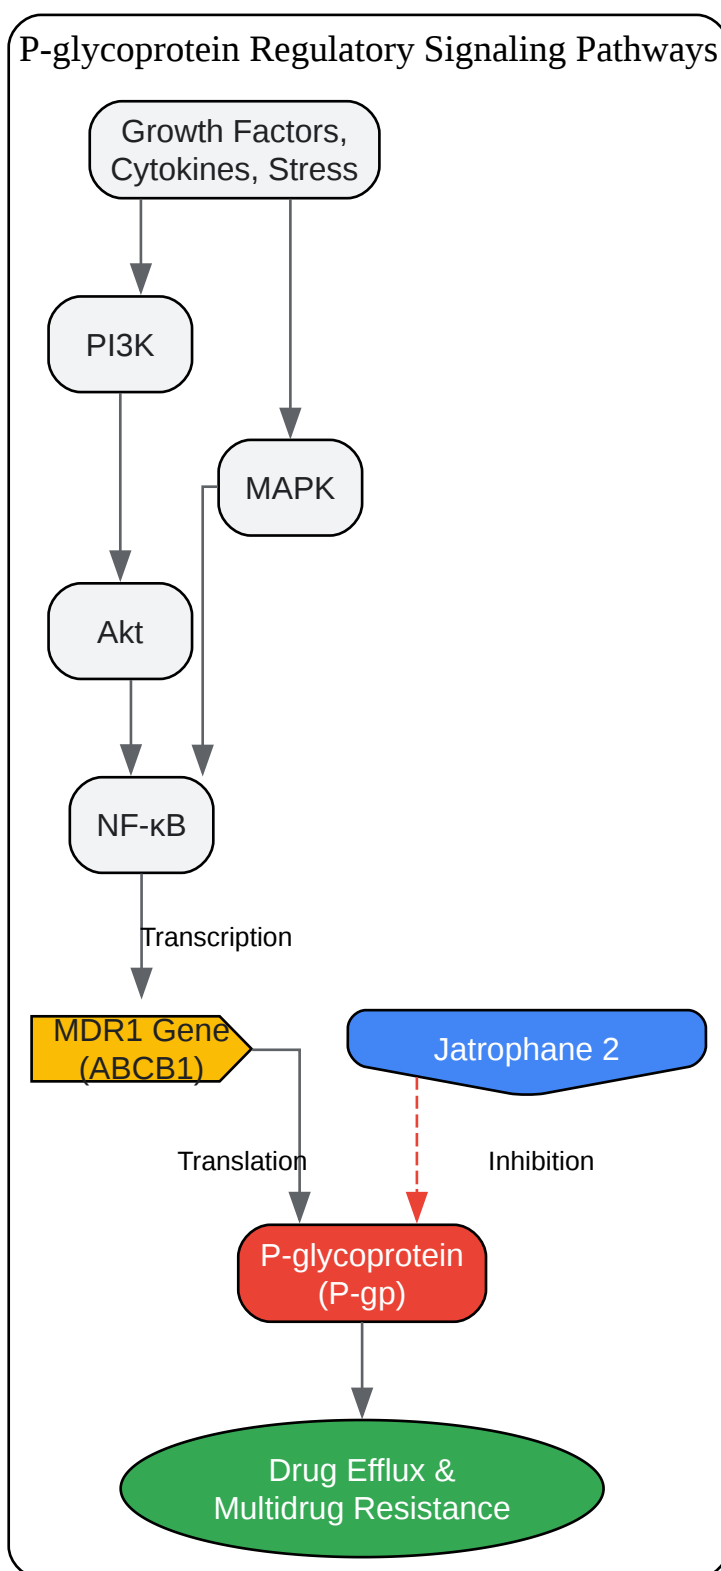 P-glycoprotein Regulatory Signaling Pathways
Growth Factors,
Cytokines, Stress
PI3K
MAPK
Akt
NF-κB
Transcription
MDR1 Gene
(ABCB1)
Jatrophane 2
Translation
Inhibition
P-glycoprotein
(P-gp)
Drug Efflux &
Multidrug Resistance